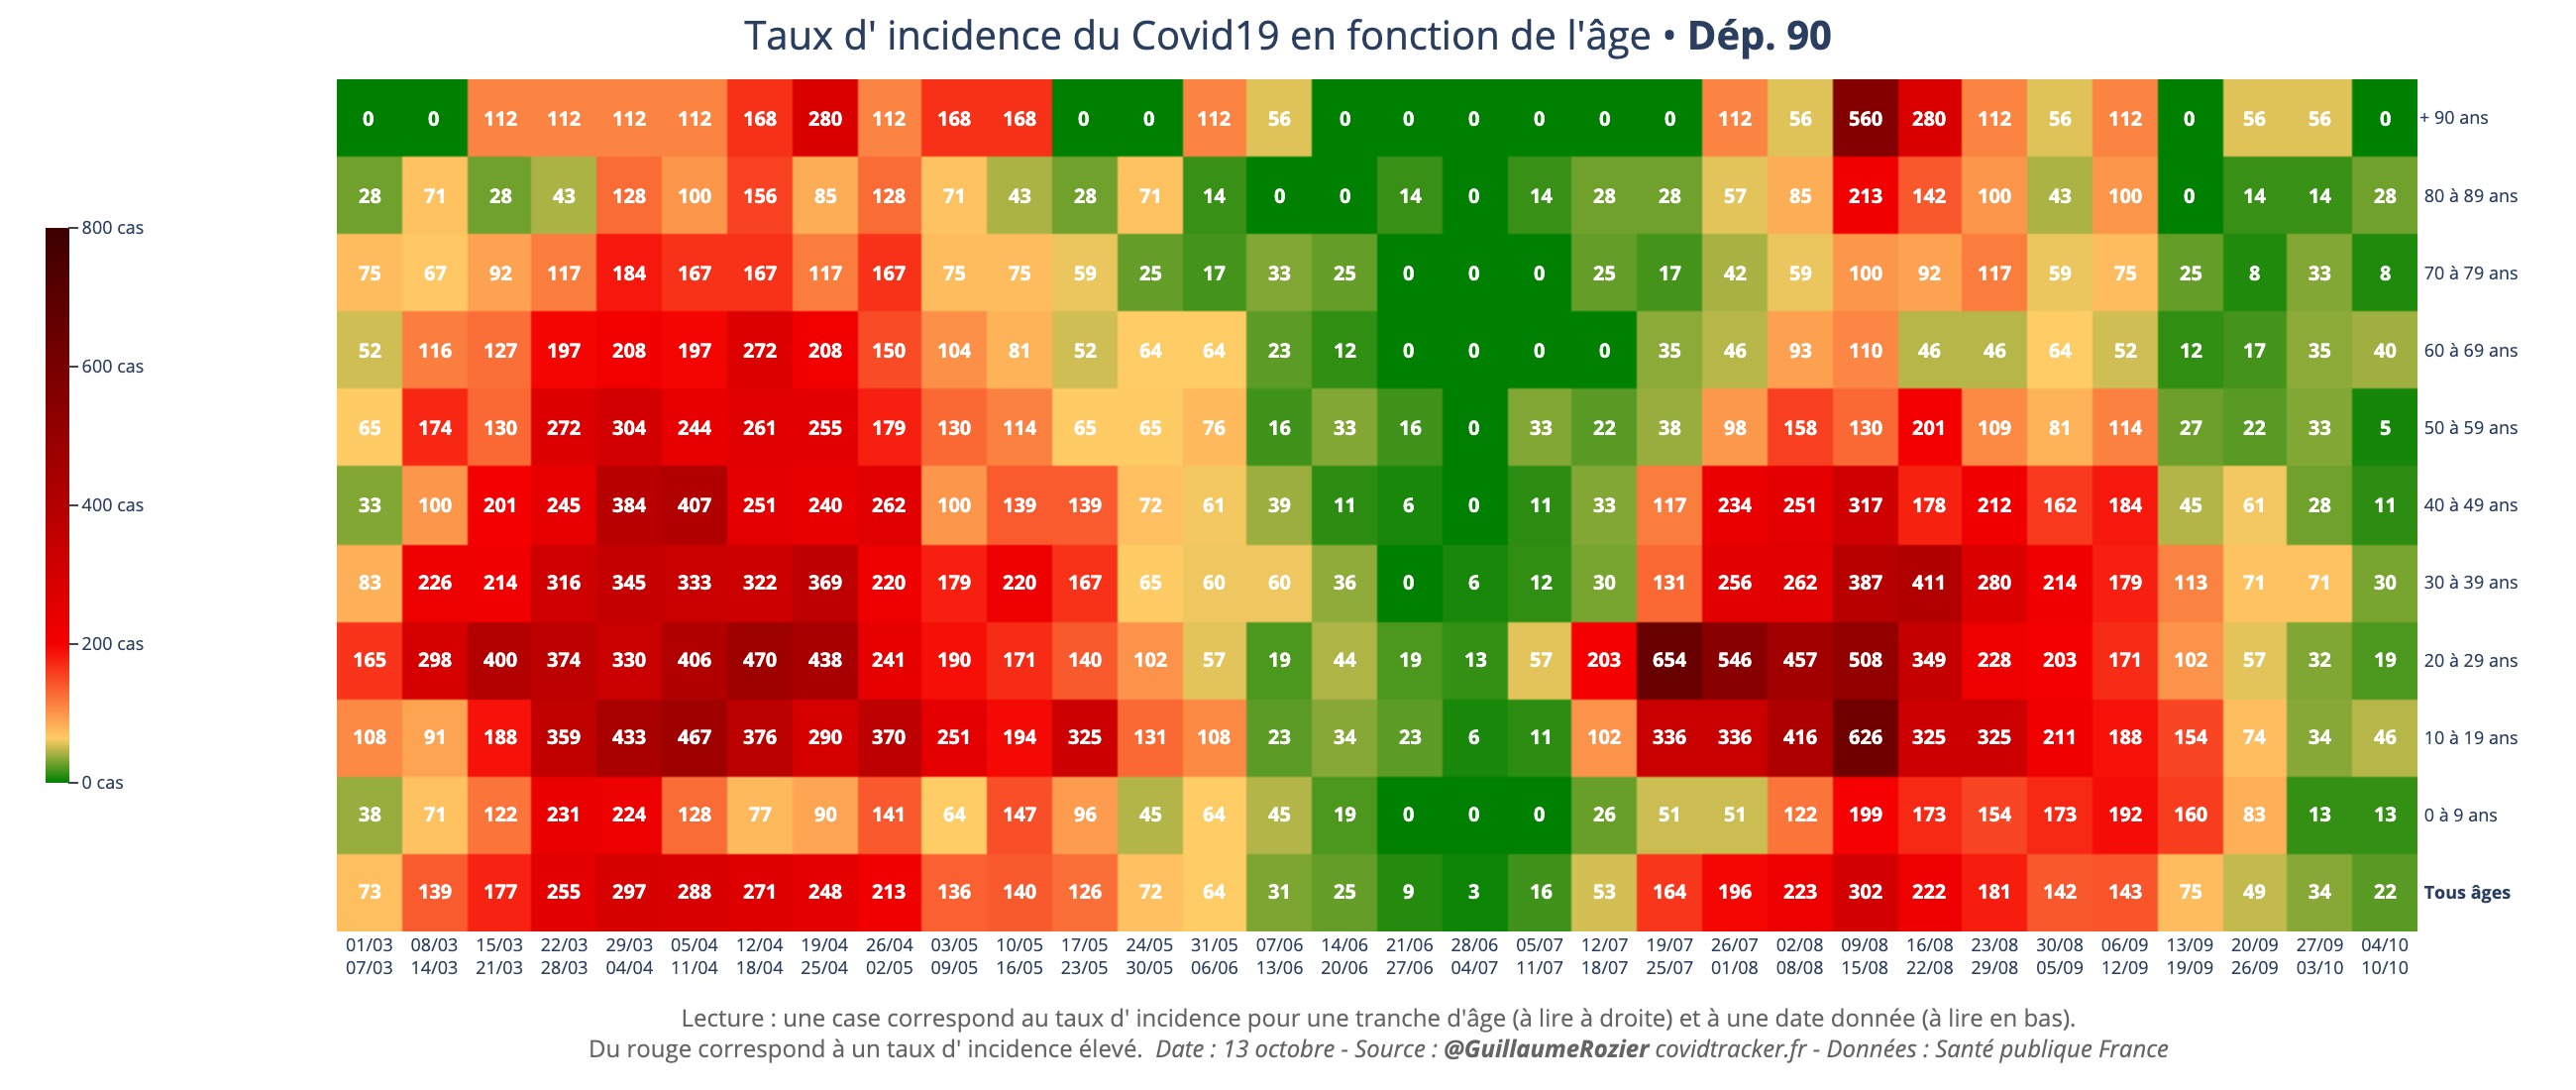 Taux d' incidence du Covid19 en fonction de l'âge • Dép. 90
0 0 112 112 112 112 168 280 112 168 168 0 0 112 56 0 0 0 0 0 0 112 56 560 280 112 56 112 0 56 56 0 + 90 ans
28 71 28 43 128 100 156 85 128 71 43 28 71 14 0 0 14 0 14 28 28 57 85 213 142 100 43 100 0 14 14 28 80 à 89 ans
75 67 92 117 184 167 167 117 167 75 75 59 25 17 33 25 0 0 0 25 17 42 59 100 92 117 59 75 25 8 33 8 70 à 79 ans
52 116 127 197 208 197 272 208 150 104 81 52 64 64 23 12 0 0 0 0 35 46 93 110 46 46 64 52 12 17 35 40 60 à 69 ans
65 174 130 272 304 244 261 255 179 130 114 65 65 76 16 33 16 0 33 22 38 98 158 130 201 109 81 114 27 22 33 5 50 à 59 ans
33 100 201 245 384 407 251 240 262 100 139 139 72 61 39 11 6 0 11 33 117 234 251 317 178 212 162 184 45 61 28 11 40 à 49 ans
83 226 214 316 345 333 322 369 220 179 220 167 65 60 60 36 0 6 12 30 131 256 262 387 411 280 214 179 113 71 71 30 30 à 39 ans
165 298 400 374 330 406 470 438 241 190 171 140 102 57 19 44 19 13 57 203 654 546 457 508 349 228 203 171 102 57 32 19 20 à 29 ans
108 91 188 359 433 467 376 290 370 251 194 325 131 108 23 34 23 6 11 102 336 336 416 626 325 325 211 188 154 74 34 46 10 à 19 ans
38 71 122 231 224 128 77 90 141 64 147 96 45 64 45 19 0 0 0 26 51 51 122 199 173 154 173 192 160 83 13 13 0 à 9 ans
73 139 177 255 297 288 271 248 213 136 140 126 72 64 31 25 9 3 16 53 164 196 223 302 222 181 142 143 75 49 34 22 Tous âges
01/03 08/03 15/03 22/03 29/03 05/04 12/04 19/04 26/04 03/05 10/05 17/05 24/05 31/05 07/06 14/06 21/06 28/06 05/07 12/07 19/07 26/07 02/08 09/08 16/08 23/08 30/08 06/09 13/09 20/09 27/09 04/10
07/03 14/03 21/03 28/03 04/04 11/04 18/04 25/04 02/05 09/05 16/05 23/05 30/05 06/06 13/06 20/06 27/06 04/07 11/07 18/07 25/07 01/08 08/08 15/08 22/08 29/08 05/09 12/09 19/09 26/09 03/10 10/10
800 cas
600 cas
400 cas
200 cas
0 cas
Lecture : une case correspond au taux d' incidence pour une tranche d'âge (à lire à droite) et à une date donnée (à lire en bas).
Du rouge correspond à un taux d' incidence élevé. Date : 13 octobre - Source : @GuillaumeRozier covidtracker.fr - Données : Santé publique France